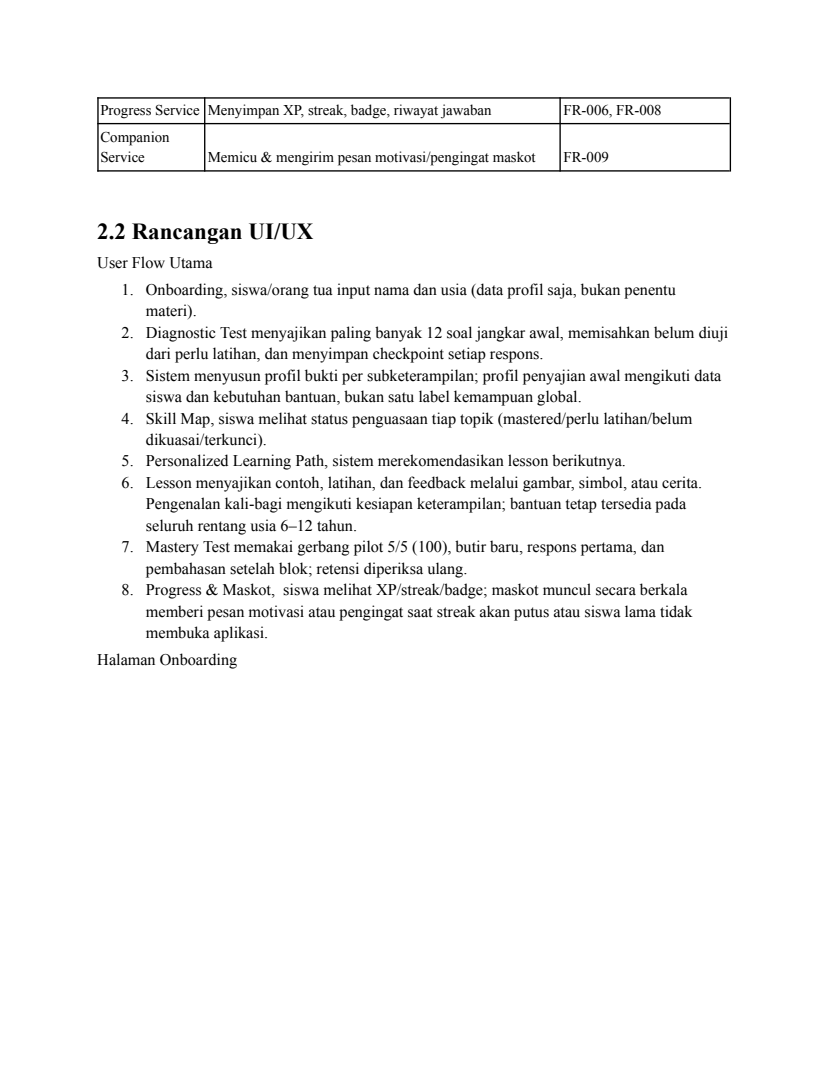 Progress Service Menyimpan XP, streak, badge, riwayat jawaban FR-006, FR-008
Companion
Service Memicu & mengirim pesan motivasi/pengingat maskot FR-009
2.2 Rancangan UI/UX
User Flow Utama
1. Onboarding, siswa/orang tua input nama dan usia (data profil saja, bukan penentu
materi).
2. Diagnostic Test menyajikan paling banyak 12 soal jangkar awal, memisahkan belum diuji
dari perlu latihan, dan menyimpan checkpoint setiap respons.
3. Sistem menyusun profil bukti per subketerampilan; profil penyajian awal mengikuti data
siswa dan kebutuhan bantuan, bukan satu label kemampuan global.
4. Skill Map, siswa melihat status penguasaan tiap topik (mastered/perlu latihan/belum
dikuasai/terkunci).
5. Personalized Learning Path, sistem merekomendasikan lesson berikutnya.
6. Lesson menyajikan contoh, latihan, dan feedback melalui gambar, simbol, atau cerita.
Pengenalan kali-bagi mengikuti kesiapan keterampilan; bantuan tetap tersedia pada
seluruh rentang usia 6–12 tahun.
7. Mastery Test memakai gerbang pilot 5/5 (100), butir baru, respons pertama, dan
pembahasan setelah blok; retensi diperiksa ulang.
8. Progress & Maskot, siswa melihat XP/streak/badge; maskot muncul secara berkala
memberi pesan motivasi atau pengingat saat streak akan putus atau siswa lama tidak
membuka aplikasi.
Halaman Onboarding